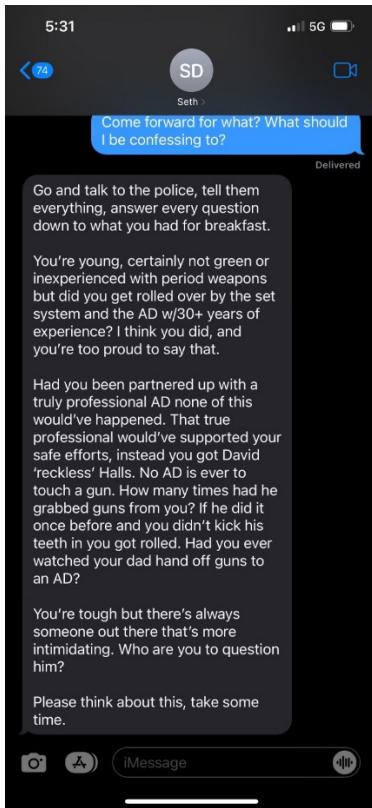 5:31
5G
74
SD
Seth
Come forward for what? What should
I be confessing to?
Delivered
Go and talk to the police, tell them
everything, answer every question
down to what you had for breakfast.
You're young, certainly not green or
inexperienced with period weapons
but did you get rolled over by the set
system and the AD w/30+ years of
experience? I think you did, and
you're too proud to say that.
Had you been partnered up with a
truly professional AD none of this
would've happened. That true
professional would've supported your
safe efforts, instead you got David
'reckless' Halls. No AD is ever to
touch a gun. How many times had he
grabbed guns from you? If he did it
once before and you didn't kick his
teeth in you got rolled. Had you ever
watched your dad hand off guns to
an AD?
You're tough but there's always
someone out there that's more
intimidating. Who are you to question
him?
Please think about this, take some
time.
iMessage